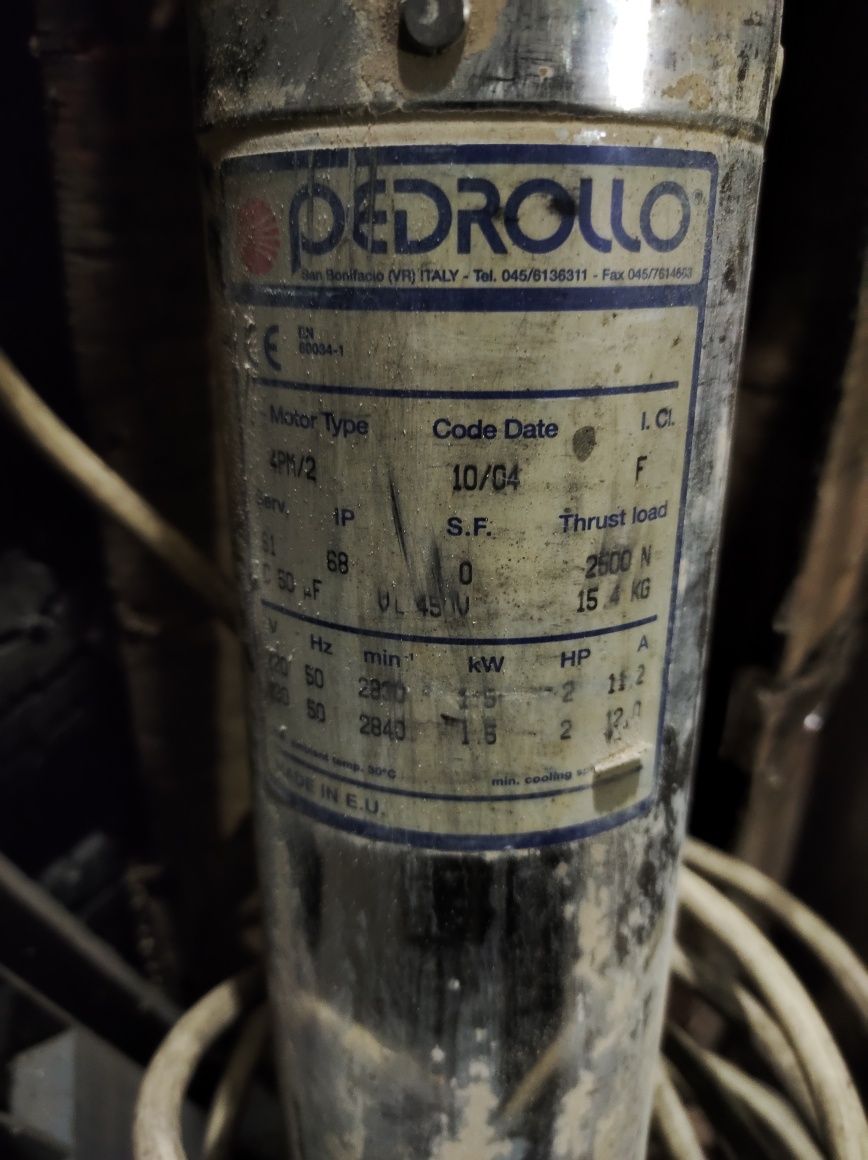 PEDROLLO®
San Bonifacio (VR) ITALY - Tel. 045/6136311 - Fax 045/7614663
CE EN
60034-1
Motor Type Code Date I. Cl.
4PM/2 10/04 F
Serv. IP S.F. Thrust load
S1 68 0 2500 N
C 60 µF VL 450V 15.4 KG
V Hz min⁻¹ kW HP A
220 50 2830 1.5 2 11.2
50 2840 1.5 2 12.0
ambient temp. 30°C min. cooling
MADE IN E.U.